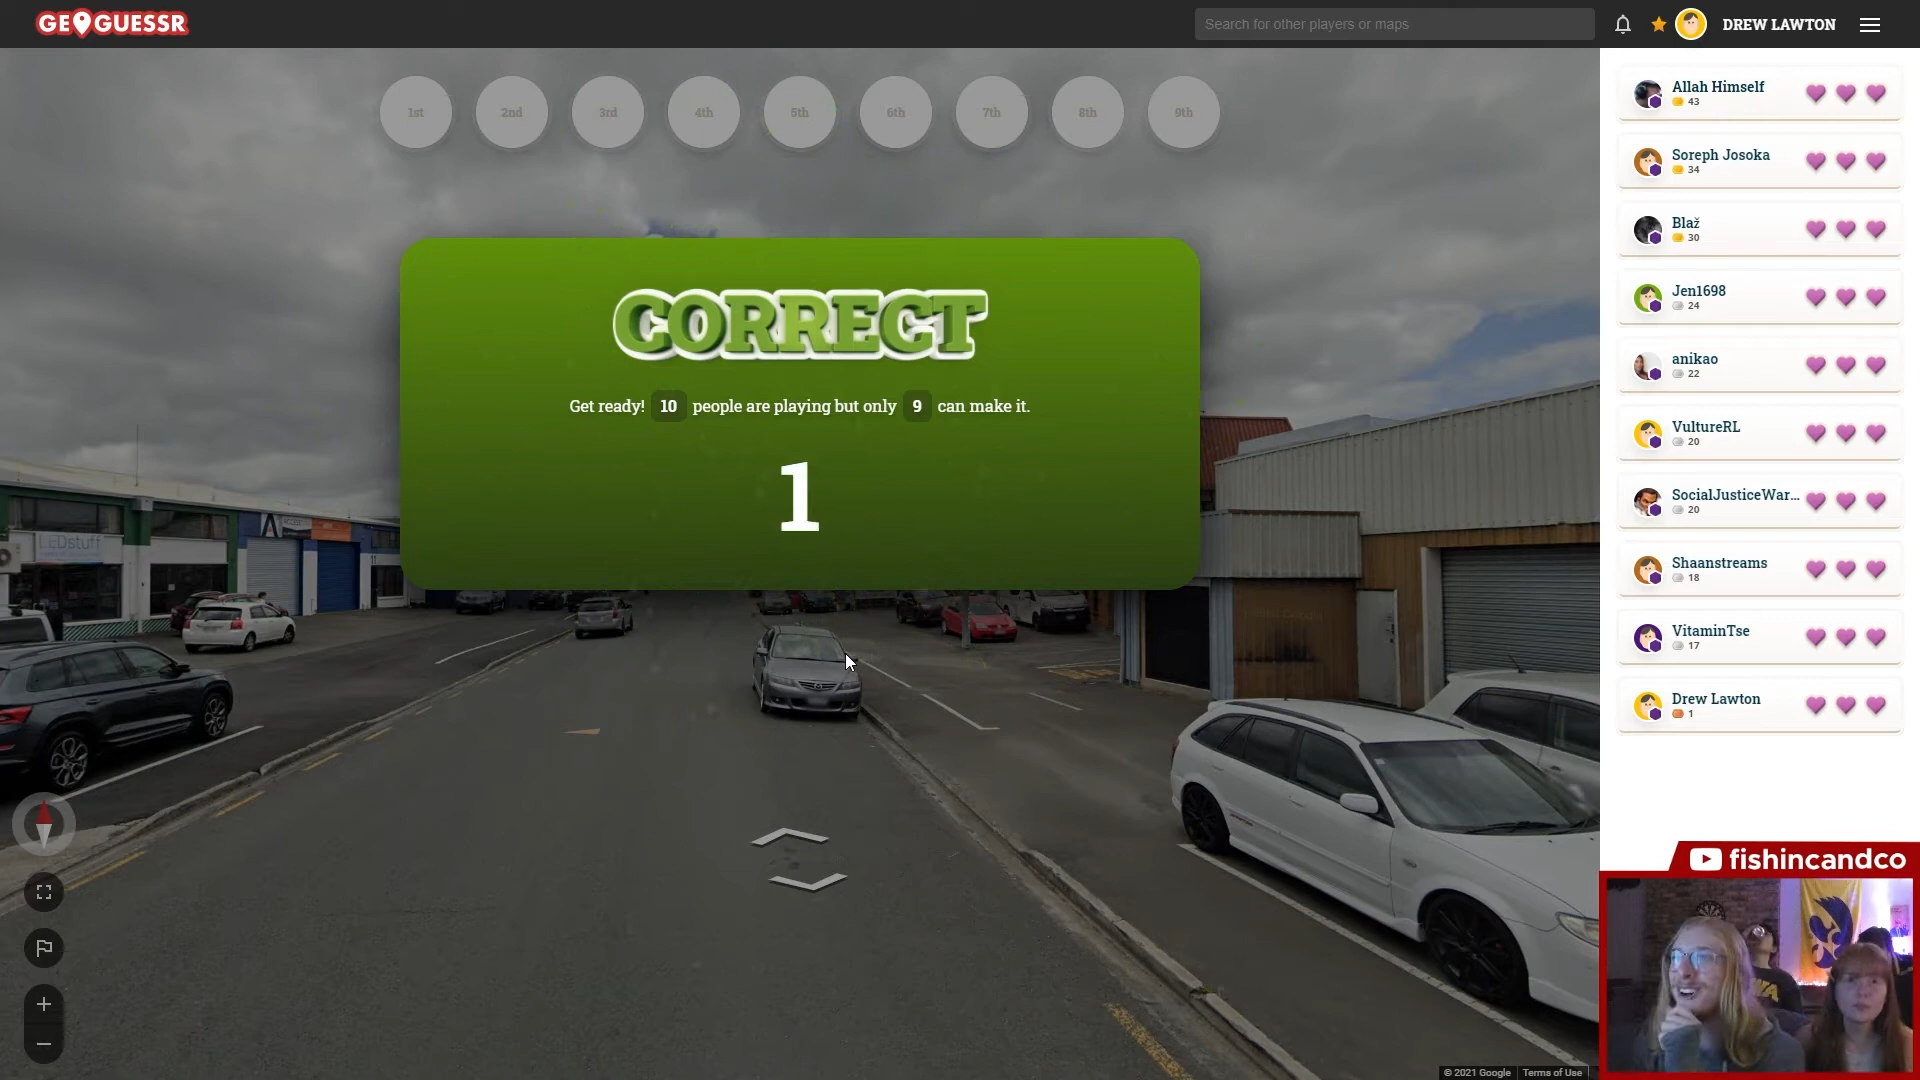 GEOGUESSR
Search for other players or maps
DREW LAWTON
1st
2nd
3rd
4th
5th
6th
7th
8th
9th
CORRECT
Get ready! 10 people are playing but only 9 can make it.
1
LEDstuff
11
Allah Himself
43
Soreph Josoka
34
Blaž
30
Jen1698
24
anikao
22
VultureRL
20
SocialJusticeWar...
20
Shaanstreams
18
VitaminTse
17
Drew Lawton
1
fishincandco
© 2021 Google
Terms of Use